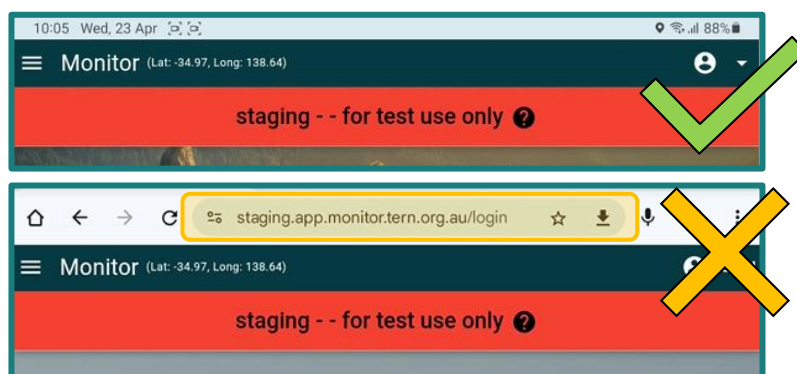 10:05 Wed, 23 Apr 88%
Monitor (Lat: -34.97, Long: 138.64)
staging - - for test use only ?
staging.app.monitor.tern.org.au/login
Monitor (Lat: -34.97, Long: 138.64)
staging - - for test use only ?